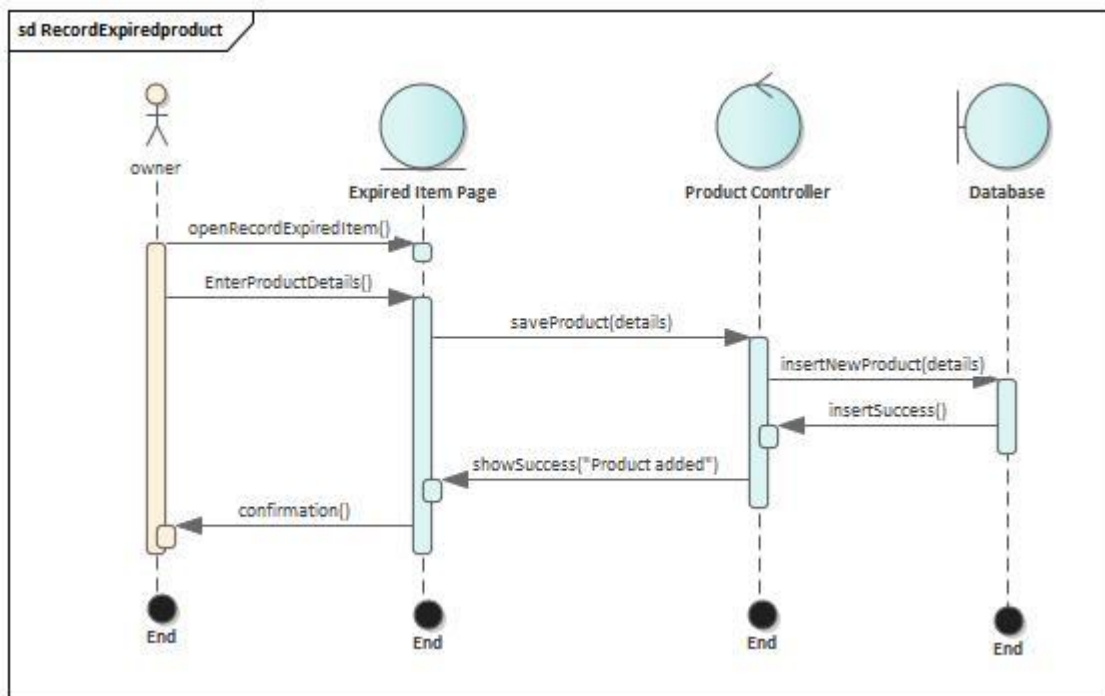 sd RecordExpiredproduct
owner
Expired Item Page
Product Controller
Database
openRecordExpiredItem()
EnterProductDetails()
saveProduct(details)
insertNewProduct(details)
insertSuccess()
showSuccess("Product added")
confirmation()
End
End
End
End